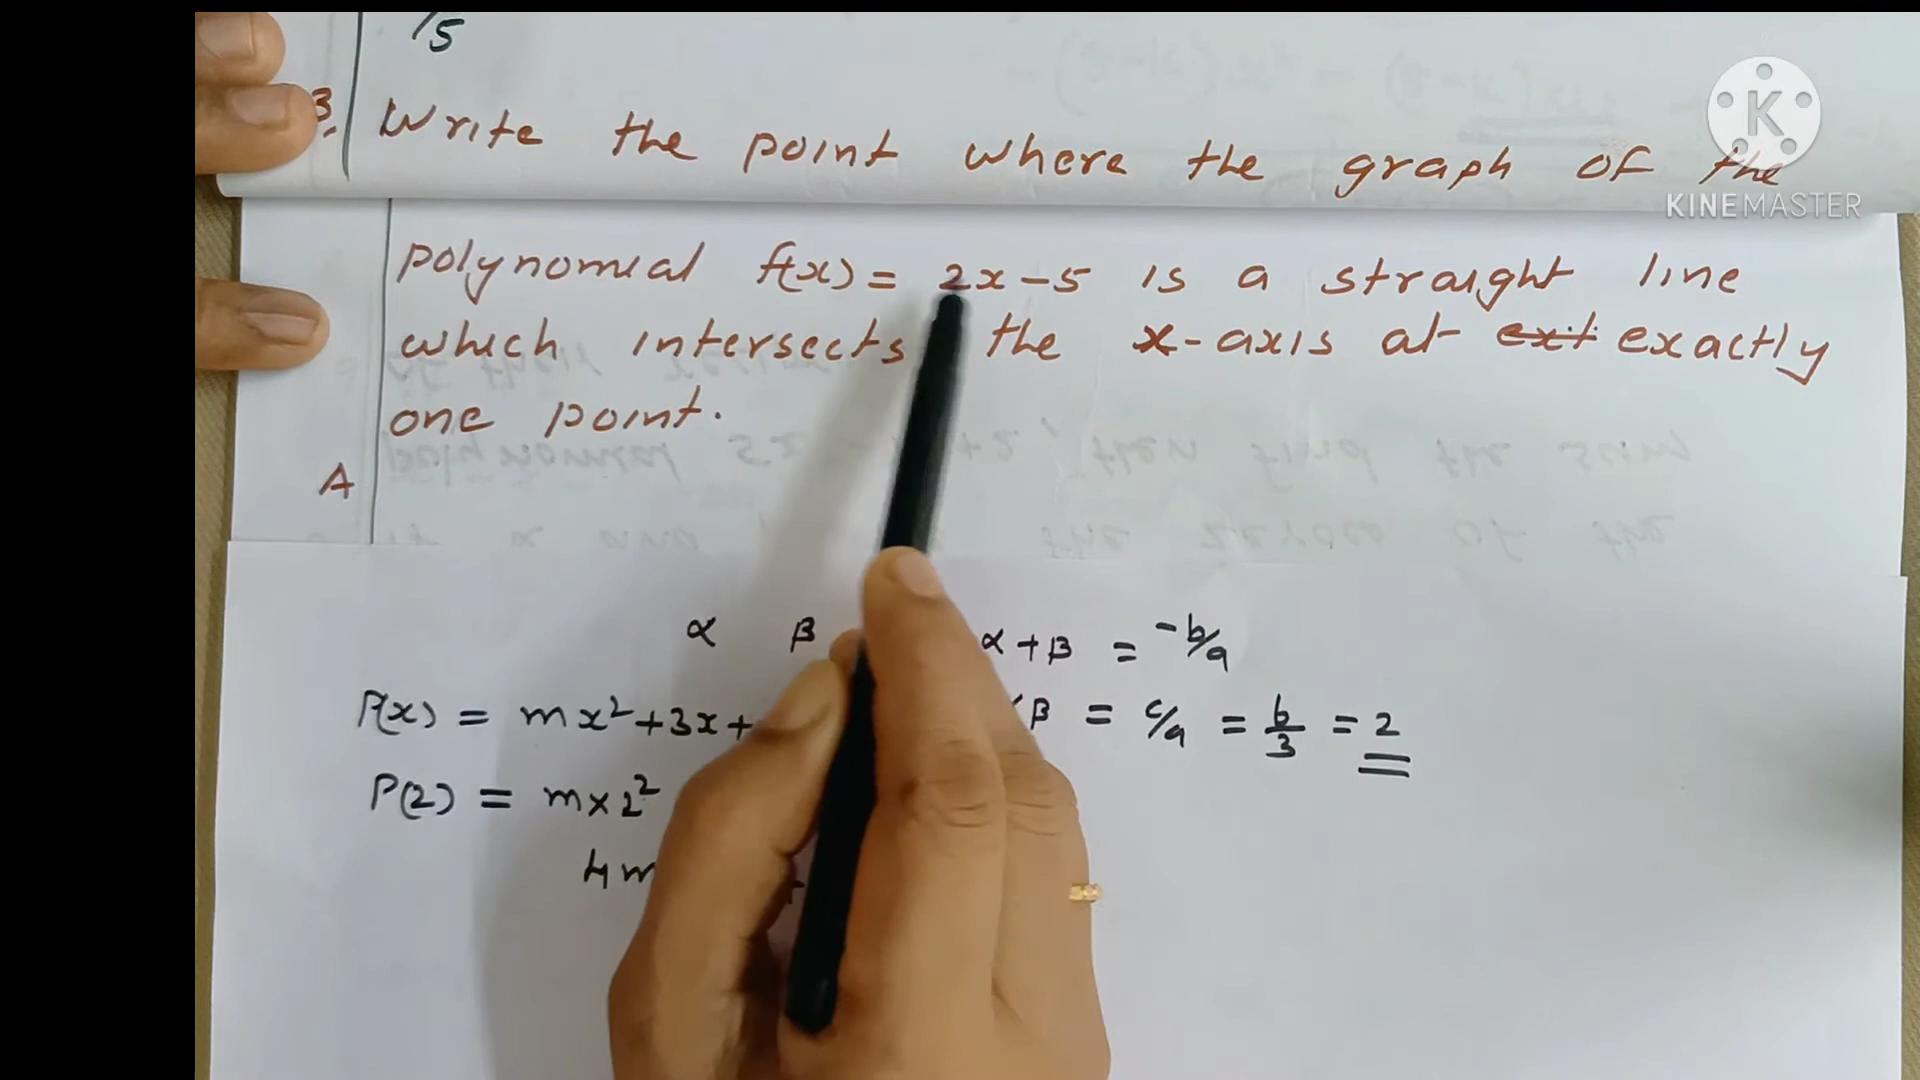 /5
3. Write the point where the graph of the
polynomial f(x) = 2x - 5 is a straight line
which intersects the x-axis at ext exactly
one point.
A
α β α + β = -b/a
P(x) = mx² + 3x + β = c/a = 6/3 = 2
P(2) = m×2²
4m +
K
KINEMASTER